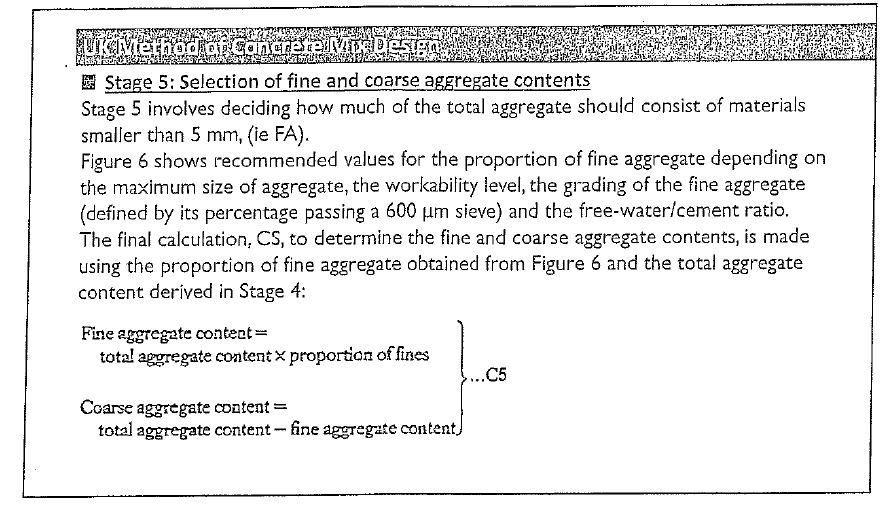 UK Method of Concrete Mix Design
Stage 5: Selection of fine and coarse aggregate contents
Stage 5 involves deciding how much of the total aggregate should consist of materials
smaller than 5 mm, (ie FA).
Figure 6 shows recommended values for the proportion of fine aggregate depending on
the maximum size of aggregate, the workability level, the grading of the fine aggregate
(defined by its percentage passing a 600 µm sieve) and the free-water/cement ratio.
The final calculation, C5, to determine the fine and coarse aggregate contents, is made
using the proportion of fine aggregate obtained from Figure 6 and the total aggregate
content derived in Stage 4:
Fine aggregate content =
total aggregate content × proportion of fines
...C5
Coarse aggregate content =
total aggregate content – fine aggregate content